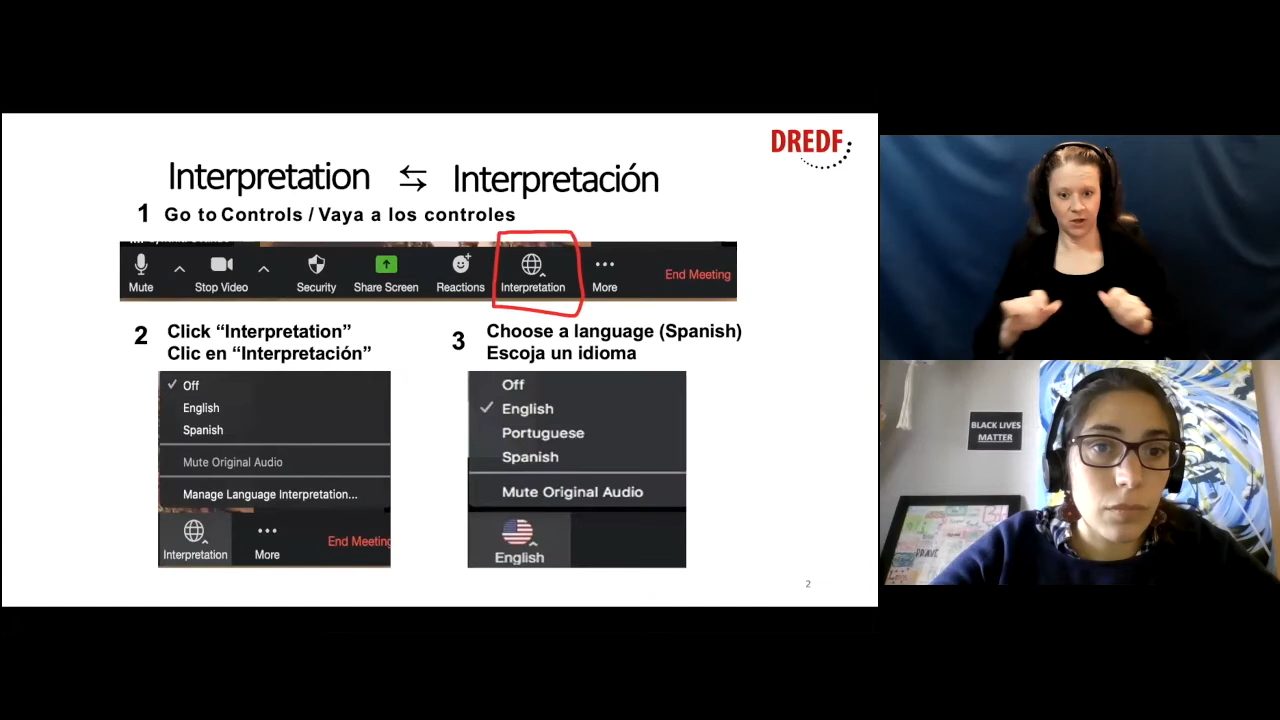 DREDF
Interpretation ⇆ Interpretación
1 Go to Controls / Vaya a los controles
Mute
Stop Video
Security
Share Screen
Reactions
Interpretation
More
End Meeting
2 Click “Interpretation”
Clic en “Interpretación”
✓ Off
English
Spanish
Mute Original Audio
Manage Language Interpretation...
Interpretation
More
End Meeting
3 Choose a language (Spanish)
Escoja un idioma
Off
✓ English
Portuguese
Spanish
Mute Original Audio
English
2
BLACK LIVES
MATTER